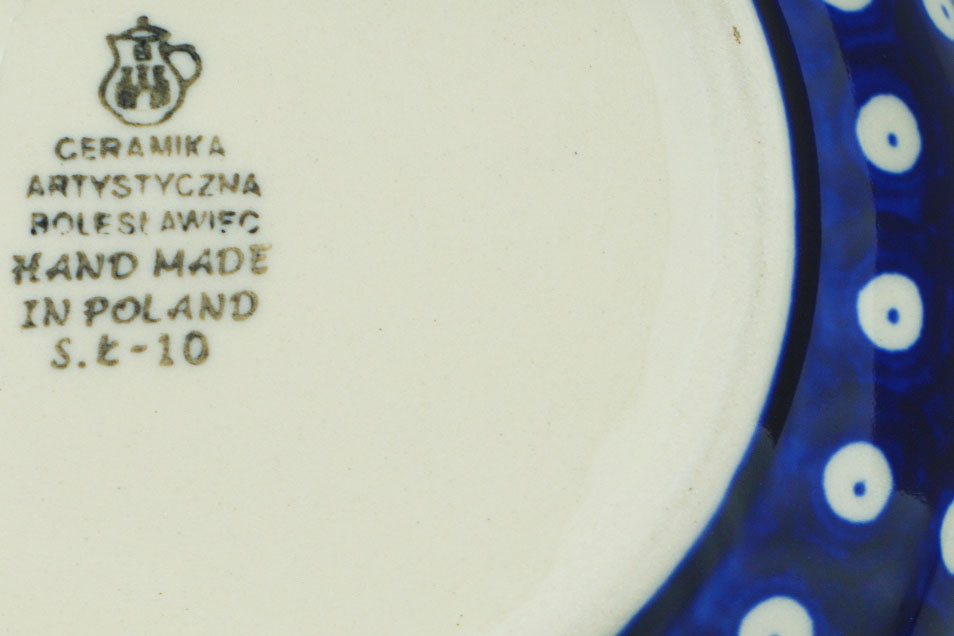 CERAMIKA
ARTYSTYCZNA
BOLESŁAWIEC
HAND MADE
IN POLAND
S.Ł-10